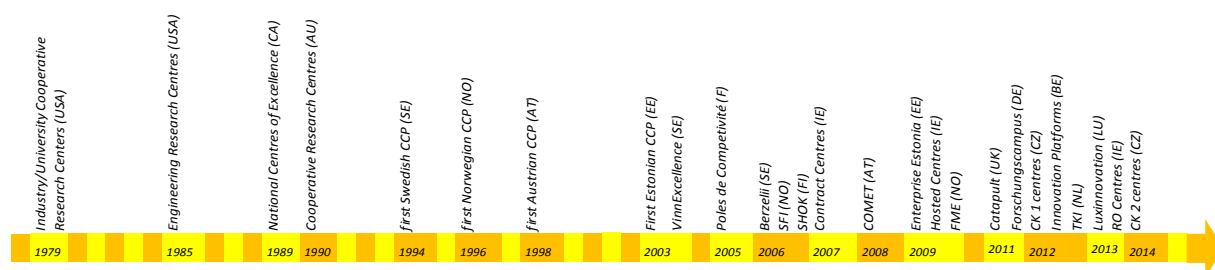 Industry/University Cooperative
Research Centers (USA)
Engineering Research Centres (USA)
National Centres of Excellence (CA)
Cooperative Research Centres (AU)
first Swedish CCP (SE)
first Norwegian CCP (NO)
first Austrian CCP (AT)
First Estonian CCP (EE)
VinnExcellence (SE)
Poles de Competivité (F)
Berzelii (SE)
SFI (NO)
SHOK (FI)
Contract Centres (IE)
COMET (AT)
Enterprise Estonia (EE)
Hosted Centres (IE)
FME (NO)
Catapult (UK)
Forschungscampus (DE)
CK 1 centres (CZ)
Innovation Platforms (BE)
TKI (NL)
Luxinnovation (LU)
RO Centres (IE)
CK 2 centres (CZ)
1979
1985
1989
1990
1994
1996
1998
2003
2005
2006
2007
2008
2009
2011
2012
2013
2014